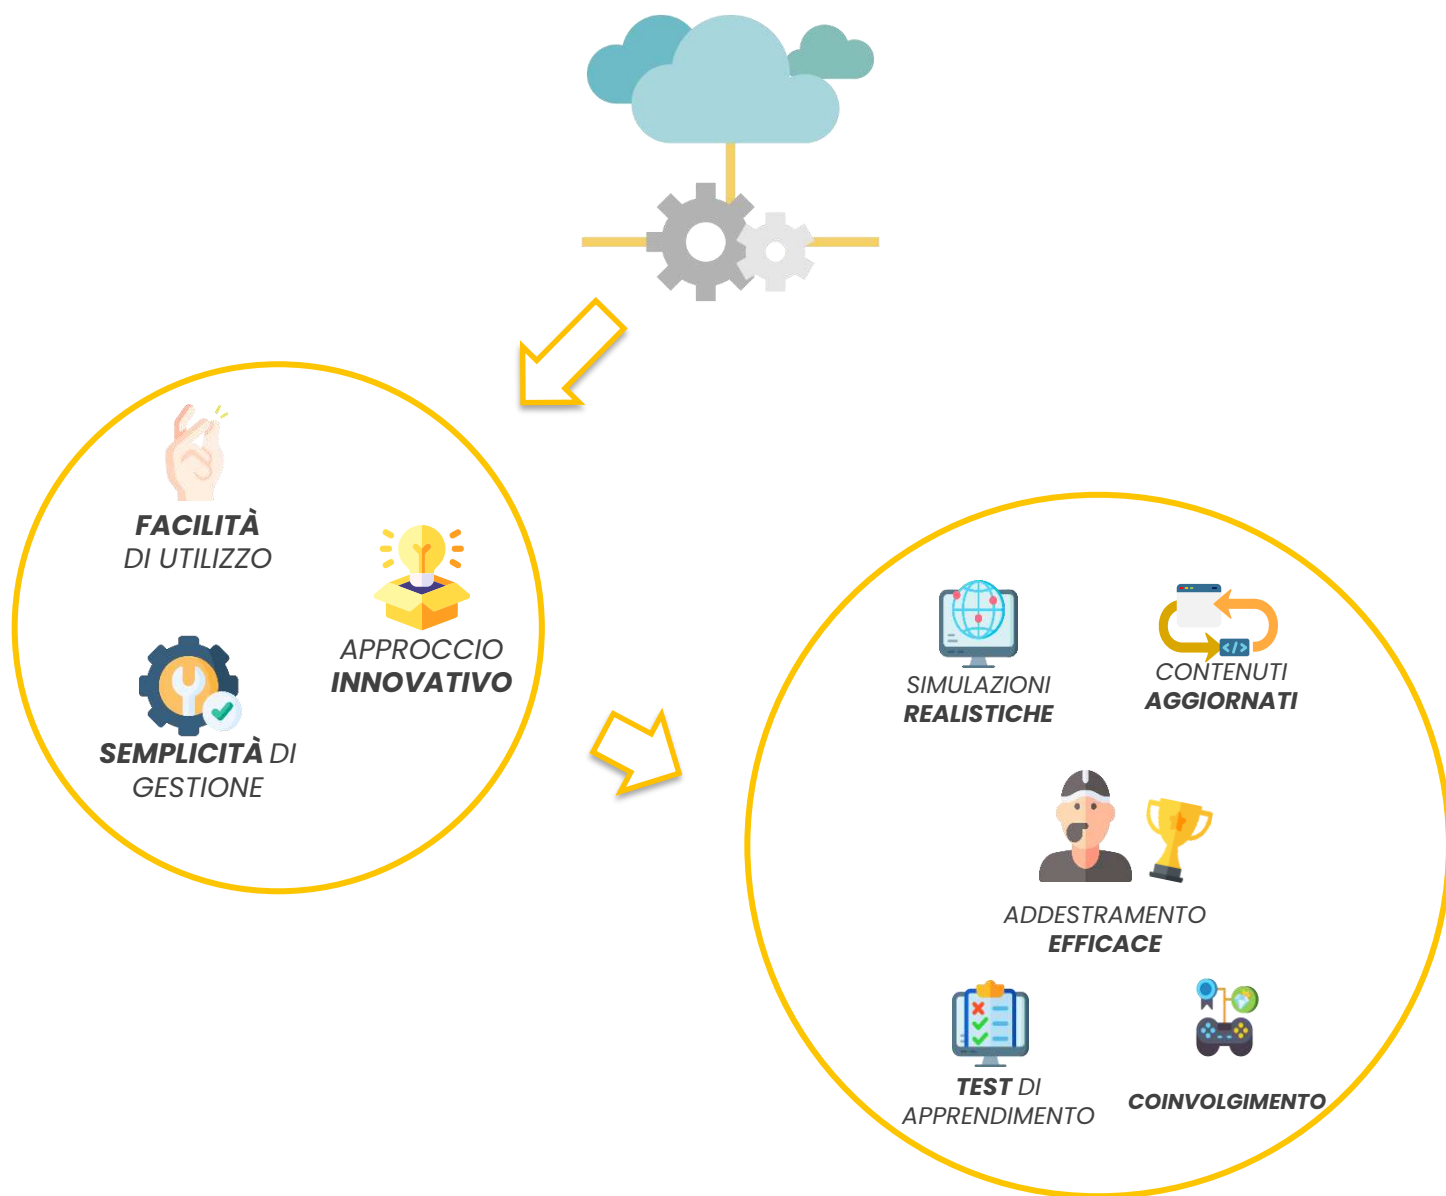 FACILITÀ
DI UTILIZZO
APPROCCIO
INNOVATIVO
SEMPLICITÀ DI
GESTIONE
SIMULAZIONI
REALISTICHE
CONTENUTI
AGGIORNATI
</>
ADDESTRAMENTO
EFFICACE
TEST DI
APPRENDIMENTO
COINVOLGIMENTO